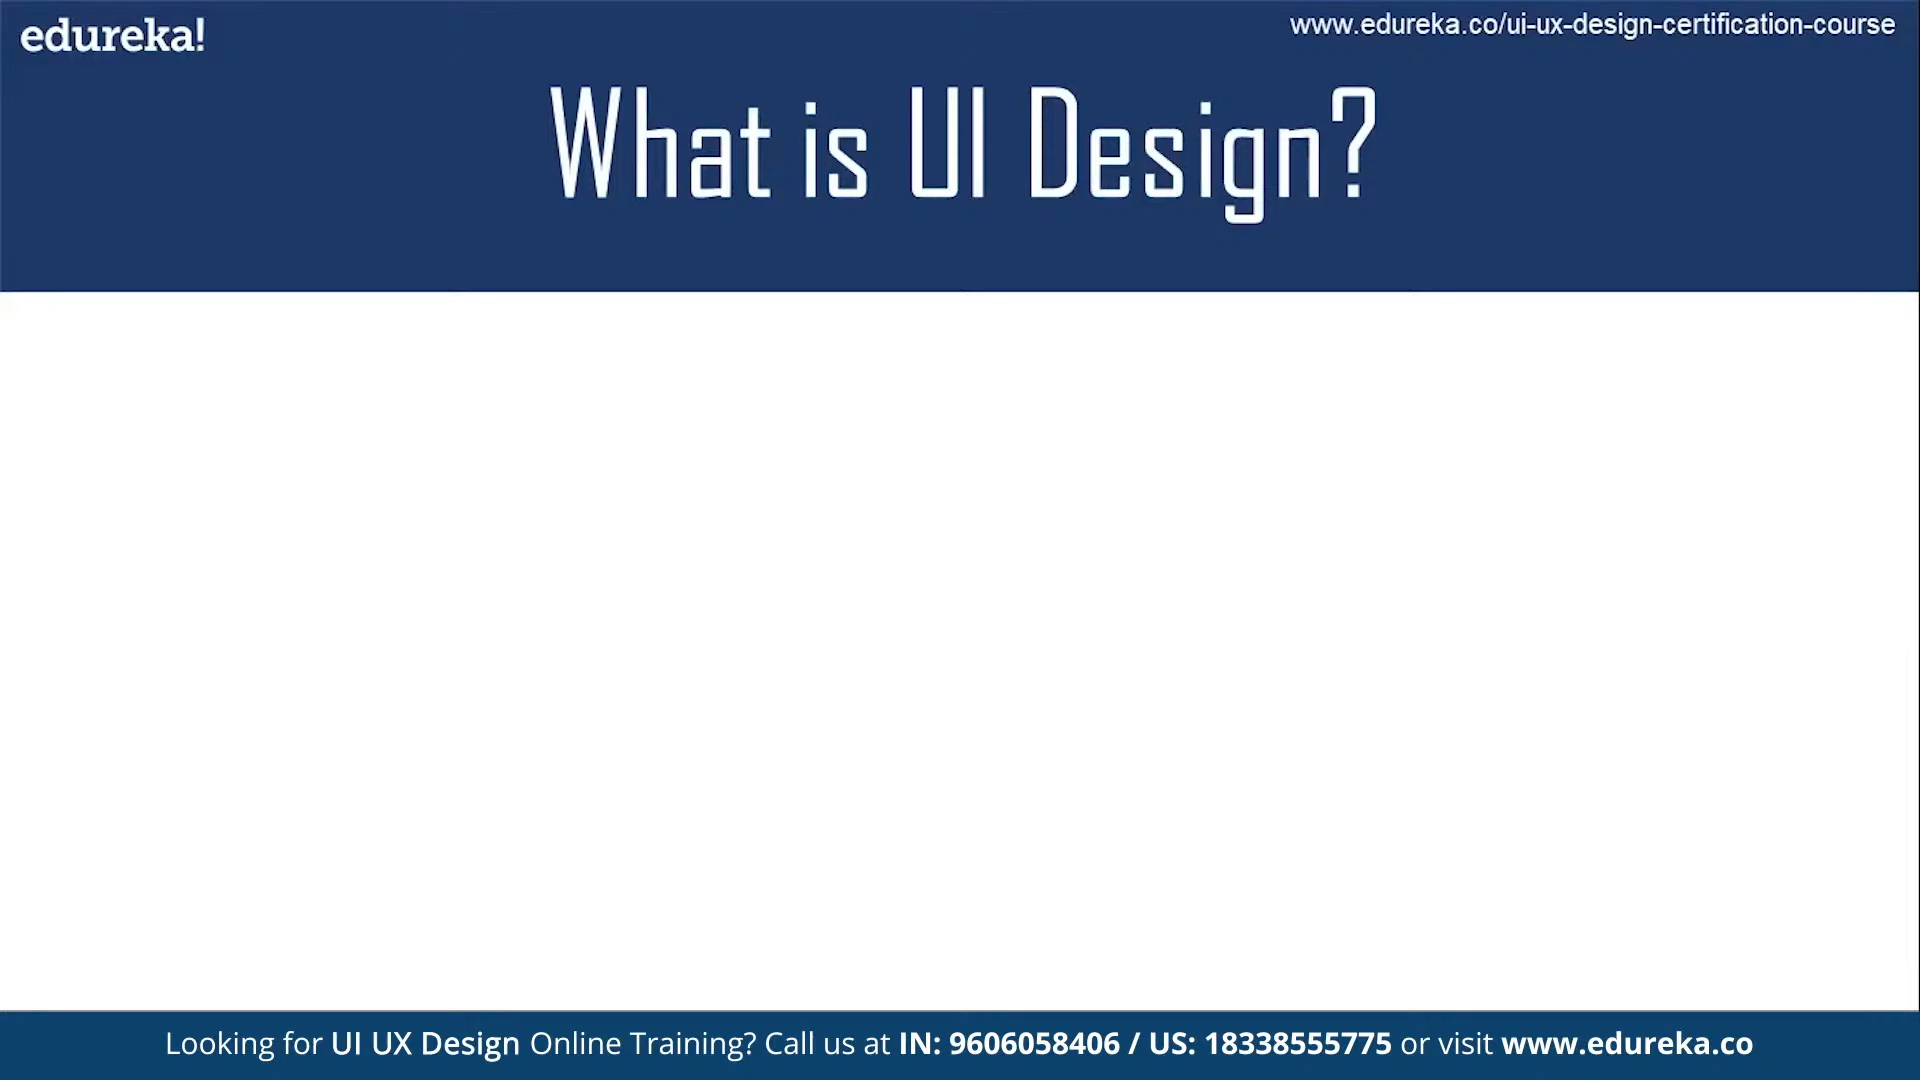 edureka!
www.edureka.co/ui-ux-design-certification-course
What is UI Design?
Looking for UI UX Design Online Training? Call us at IN: 9606058406 / US: 18338555775 or visit www.edureka.co